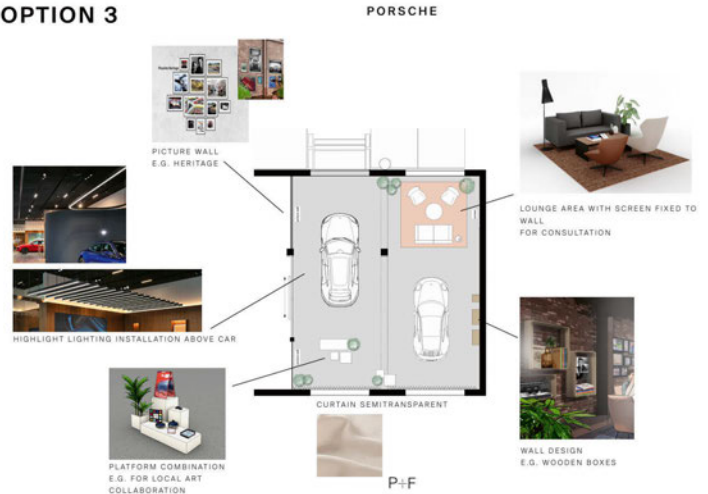 OPTION 3
PORSCHE
PICTURE WALL
E.G. HERITAGE
LOUNGE AREA WITH SCREEN FIXED TO
WALL
FOR CONSULTATION
HIGHLIGHT LIGHTING INSTALLATION ABOVE CAR
CURTAIN SEMITRANSPARENT
WALL DESIGN
E.G. WOODEN BOXES
PLATFORM COMBINATION
E.G. FOR LOCAL ART
COLLABORATION
P+F